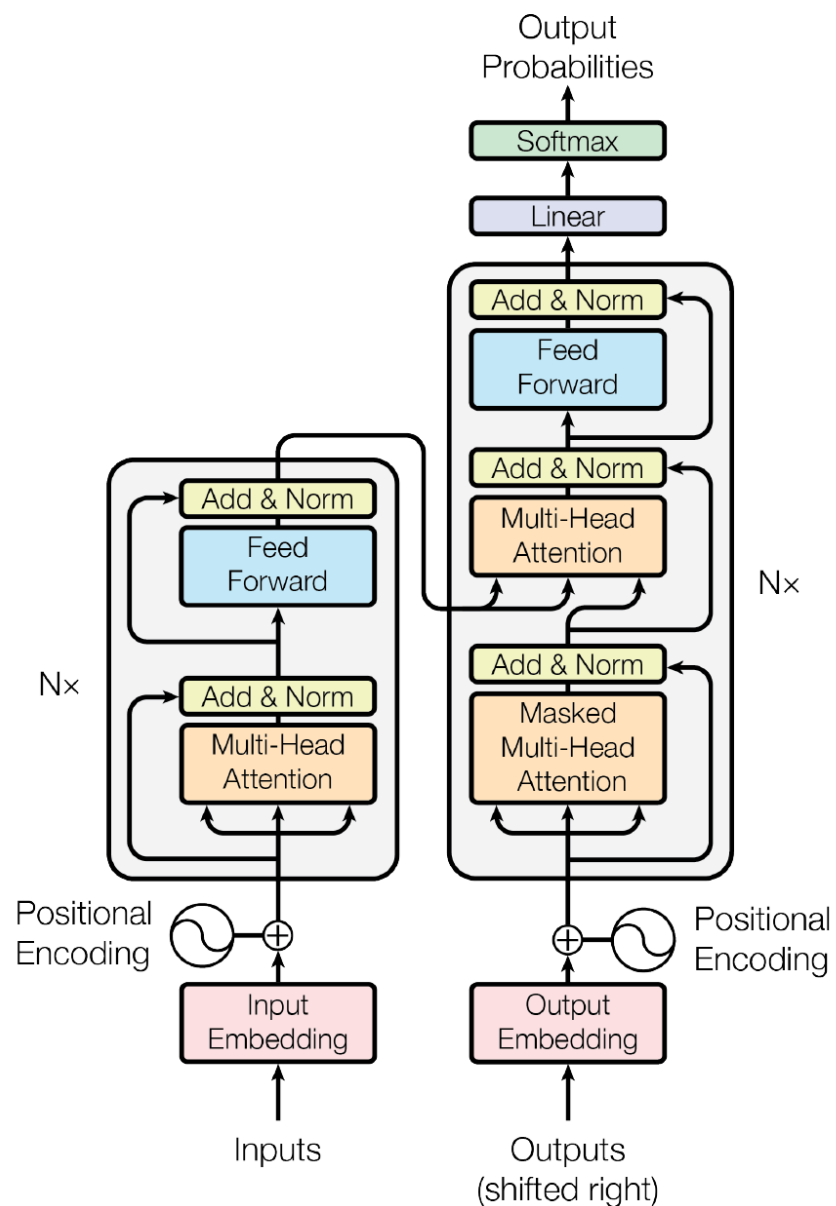 Output
Probabilities
Softmax
Linear
Add & Norm
Feed
Forward
Add & Norm
Multi-Head
Attention
Add & Norm
Masked
Multi-Head
Attention
N×
Add & Norm
Feed
Forward
Add & Norm
Multi-Head
Attention
N×
Positional
Encoding
Positional
Encoding
Input
Embedding
Output
Embedding
Inputs
Outputs
(shifted right)